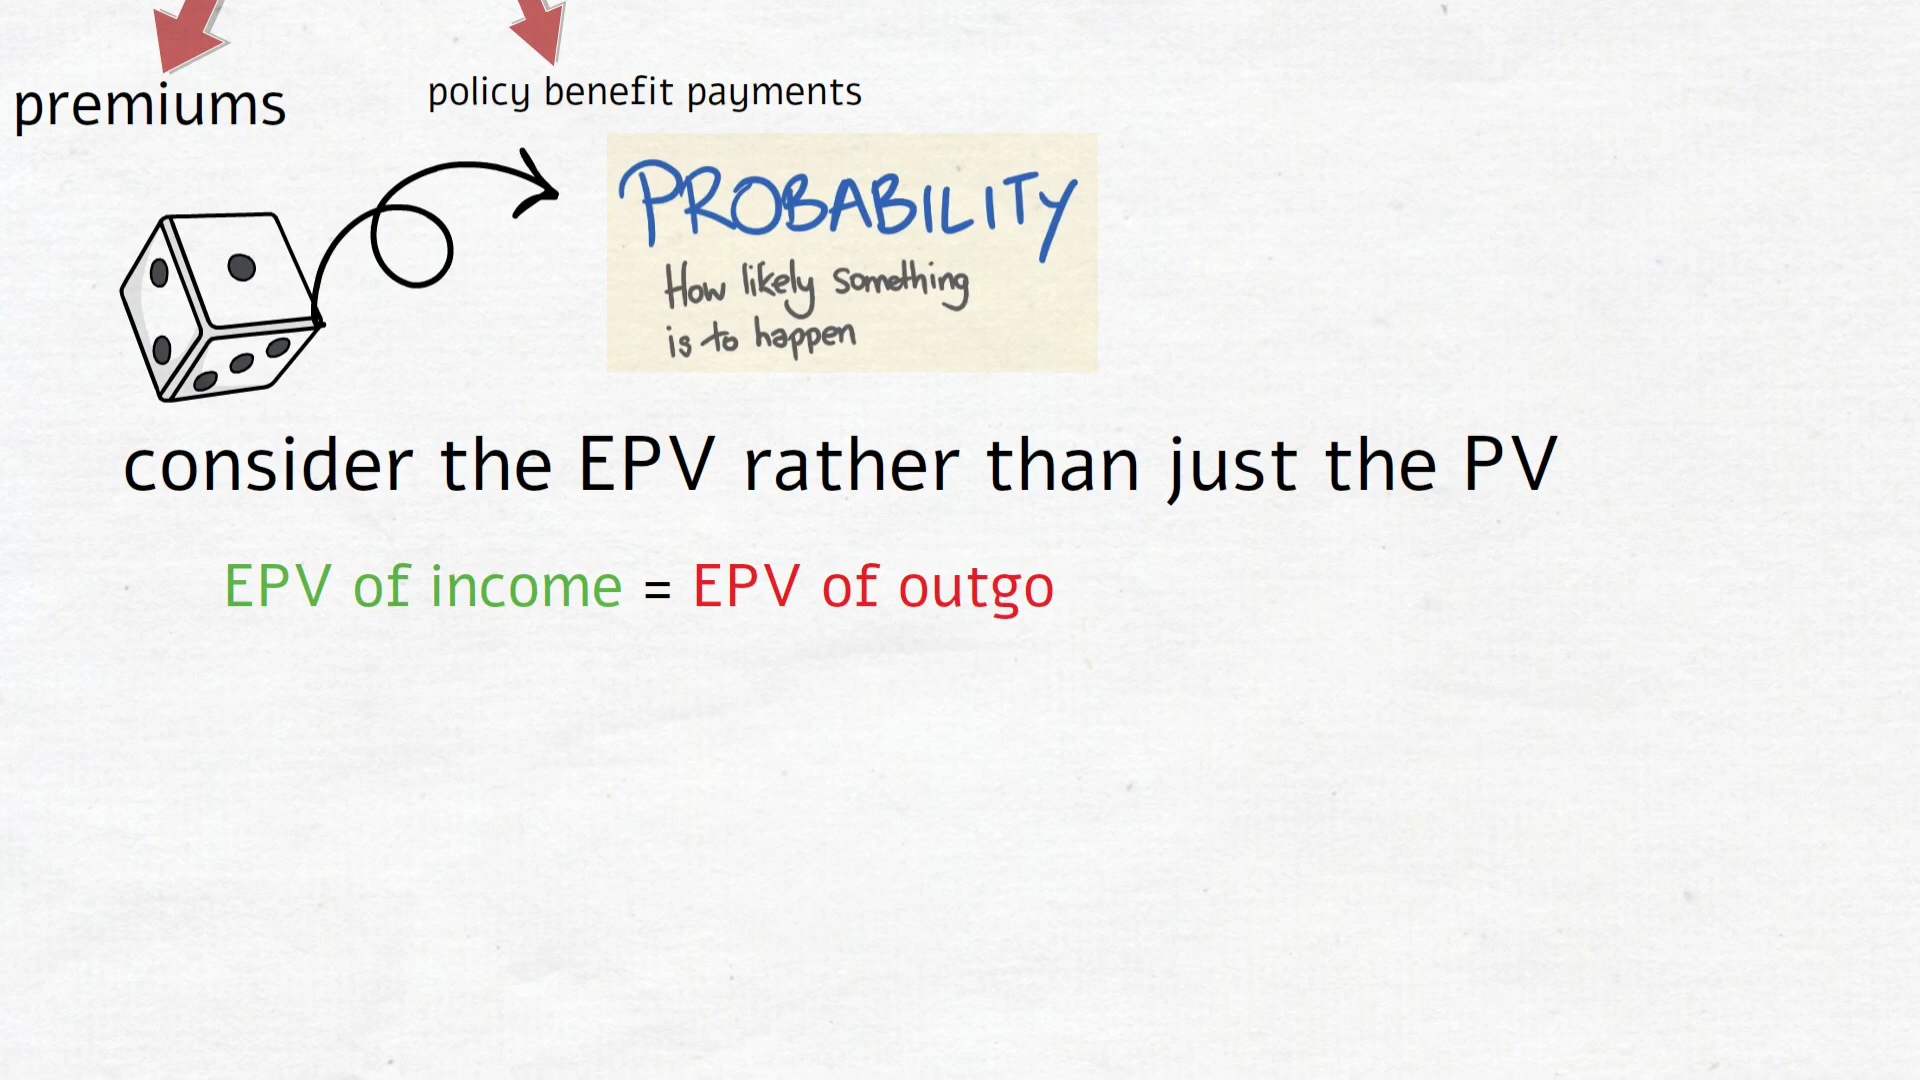 premiums
policy benefit payments
PROBABILITY
How likely something
is to happen
consider the EPV rather than just the PV
EPV of income = EPV of outgo